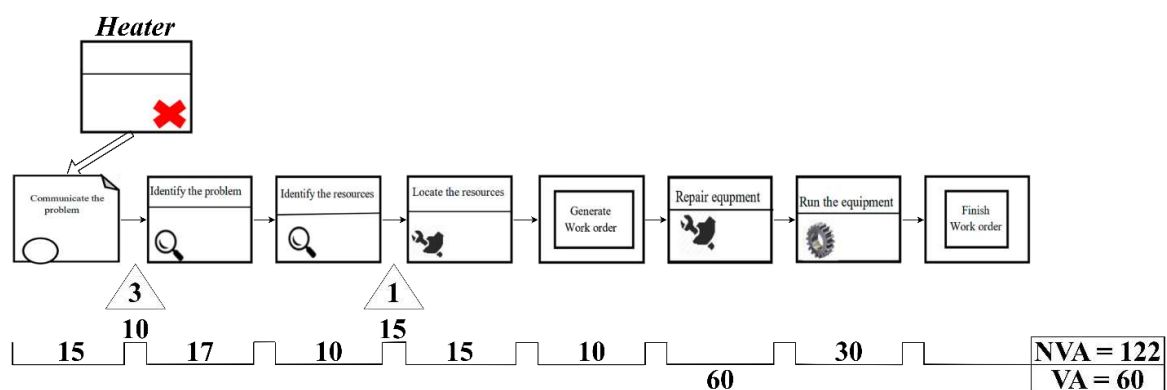 Heater
Communicate the
problem
Identify the problem
Identify the resources
Locate the resources
Generate
Work order
Repair equpment
Run the equipment
Finish
Work order
3
1
10
15
15
17
10
15
10
30
60
NVA = 122
VA = 60